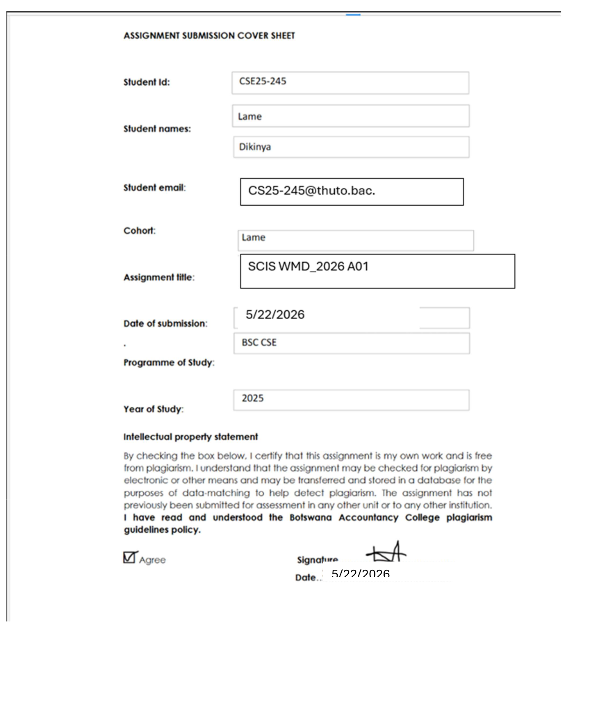 ASSIGNMENT SUBMISSION COVER SHEET
Student Id: CSE25-245
Lame
Student names:
Dikinya
Student email: CS25-245@thuto.bac.
Cohort: Lame
Assignment title: SCIS WMD_2026 A01
Date of submission: 5/22/2026
. BSC CSE
Programme of Study:
Year of Study: 2025
Intellectual property statement
By checking the box below, I certify that this assignment is my own work and is free
from plagiarism. I understand that the assignment may be checked for plagiarism by
electronic or other means and may be transferred and stored in a database for the
purposes of data-matching to help detect plagiarism. The assignment has not
previously been submitted for assessment in any other unit or to any other institution.
I have read and understood the Botswana Accountancy College plagiarism
guidelines policy.
Agree Signature
Date.. 5/22/2026